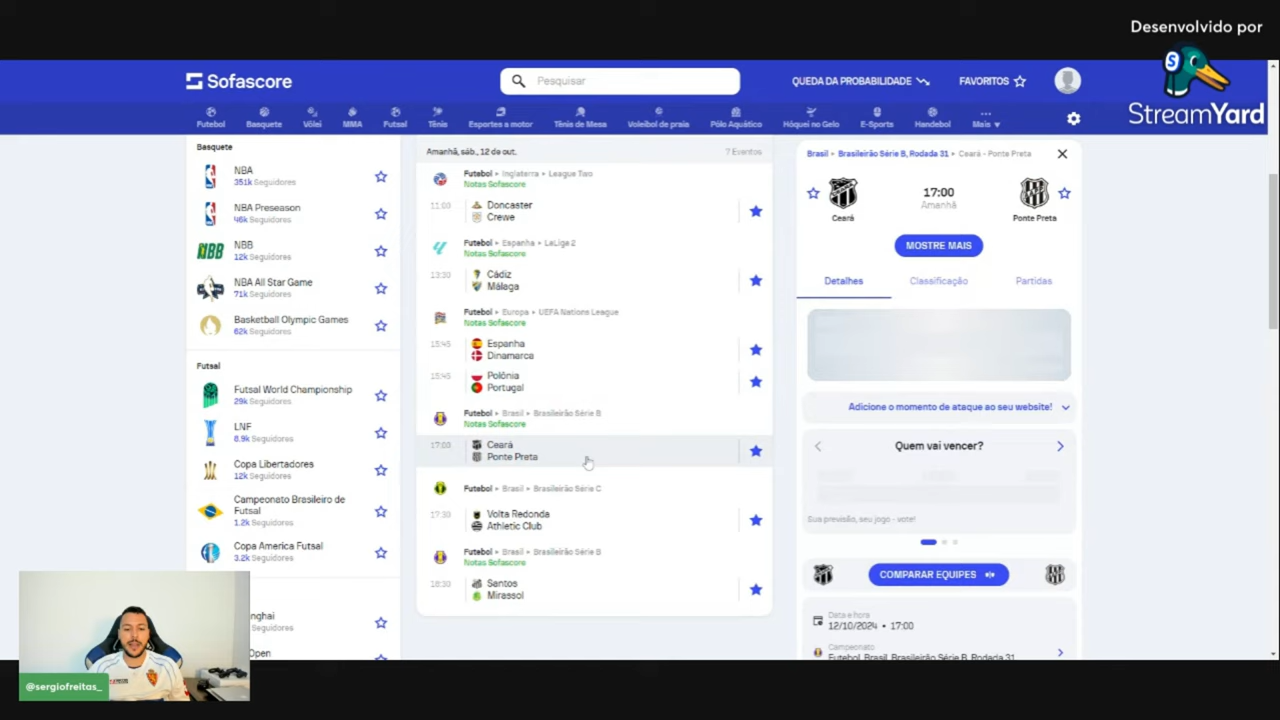 Desenvolvido por
StreamYard
Sofascore
Pesquisar
QUEDA DA PROBABILIDADE
FAVORITOS
Futebol
Basquete
Vôlei
MMA
Futsal
Tênis
Esportes a motor
Tênis de Mesa
Voleibol de praia
Pólo Aquático
Hóquei no Gelo
E-Sports
Handebol
Mais
Basquete
NBA
351k Seguidores
NBA Preseason
46k Seguidores
NBB
12k Seguidores
NBA All Star Game
71k Seguidores
Basketball Olympic Games
62k Seguidores
Futsal
Futsal World Championship
29k Seguidores
LNF
8.9k Seguidores
Copa Libertadores
12k Seguidores
Campeonato Brasileiro de
Futsal
1.2k Seguidores
Copa America Futsal
3.2k Seguidores
nghai
Seguidores
Open
@sergiofreitas_
Amanhã, sáb., 12 de out.
7 Eventos
Futebol Inglaterra League Two
Notas Sofascore
11:00
Doncaster
Crewe
Futebol Espanha LaLiga 2
Notas Sofascore
13:30
Cádiz
Málaga
Futebol Europa UEFA Nations League
Notas Sofascore
15:45
Espanha
Dinamarca
15:45
Polônia
Portugal
Futebol Brasil Brasileirão Série B
Notas Sofascore
17:00
Ceará
Ponte Preta
Futebol Brasil Brasileirão Série C
17:30
Volta Redonda
Athletic Club
Futebol Brasil Brasileirão Série B
Notas Sofascore
18:30
Santos
Mirassol
Brasil Brasileirão Série B, Rodada 31 Ceará - Ponte Preta
17:00
Amanhã
Ceará
Ponte Preta
MOSTRE MAIS
Detalhes
Classificação
Partidas
Adicione o momento de ataque ao seu website!
Quem vai vencer?
Sua previsão, seu jogo - vote!
COMPARAR EQUIPES
Data e hora
12/10/2024 • 17:00
Campeonato
Futebol, Brasil, Brasileirão Série B, Rodada 31